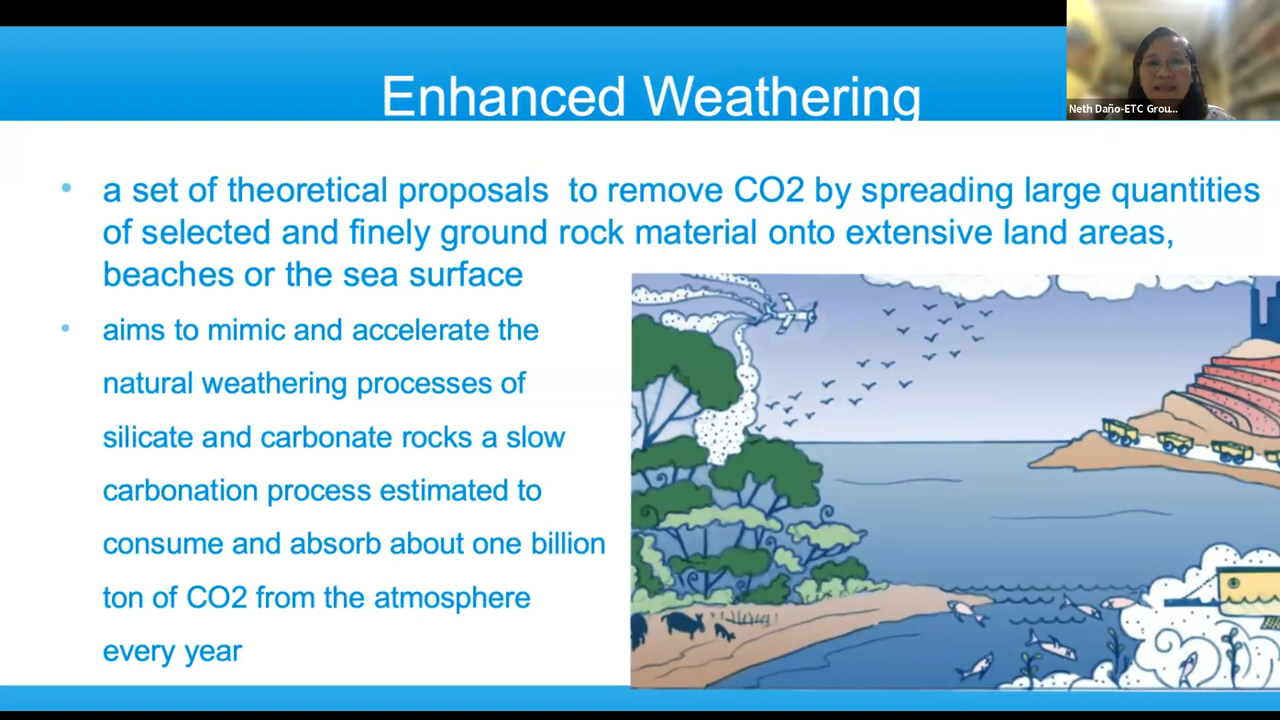 Enhanced Weathering
Neth Daño-ETC Grou...
• a set of theoretical proposals to remove CO2 by spreading large quantities
of selected and finely ground rock material onto extensive land areas,
beaches or the sea surface
• aims to mimic and accelerate the
natural weathering processes of
silicate and carbonate rocks a slow
carbonation process estimated to
consume and absorb about one billion
ton of CO2 from the atmosphere
every year